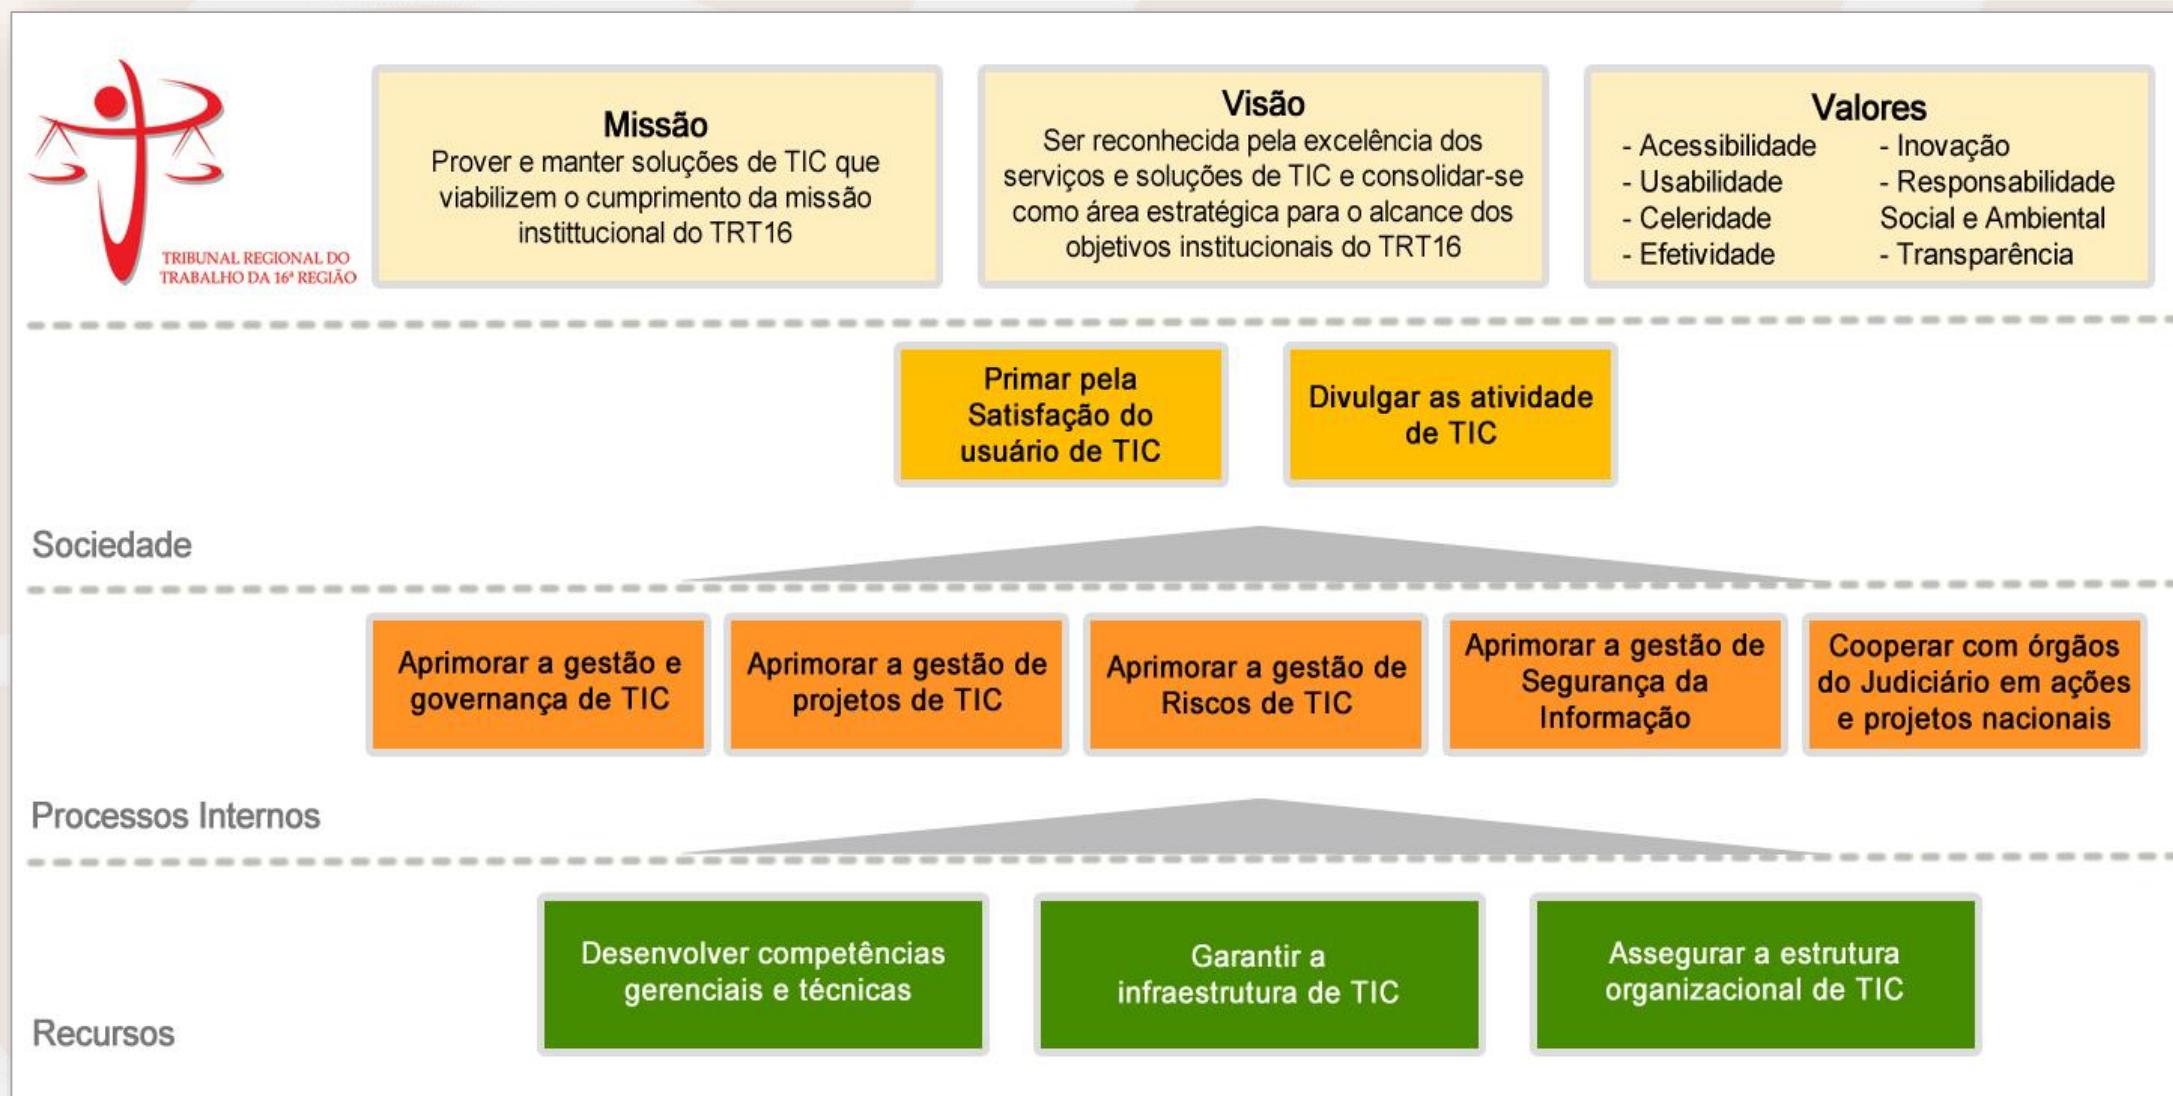 TRIBUNAL REGIONAL DO
TRABALHO DA 16ª REGIÃO
Missão
Prover e manter soluções de TIC que
viabilizem o cumprimento da missão
instittucional do TRT16
Visão
Ser reconhecida pela excelência dos
serviços e soluções de TIC e consolidar-se
como área estratégica para o alcance dos
objetivos institucionais do TRT16
Valores
- Acessibilidade
- Usabilidade
- Celeridade
- Efetividade
- Inovação
- Responsabilidade
Social e Ambiental
- Transparência
Primar pela
Satisfação do
usuário de TIC
Divulgar as atividade
de TIC
Sociedade
Aprimorar a gestão e
governança de TIC
Aprimorar a gestão de
projetos de TIC
Aprimorar a gestão de
Riscos de TIC
Aprimorar a gestão de
Segurança da
Informação
Cooperar com órgãos
do Judiciário em ações
e projetos nacionais
Processos Internos
Desenvolver competências
gerenciais e técnicas
Garantir a
infraestrutura de TIC
Assegurar a estrutura
organizacional de TIC
Recursos